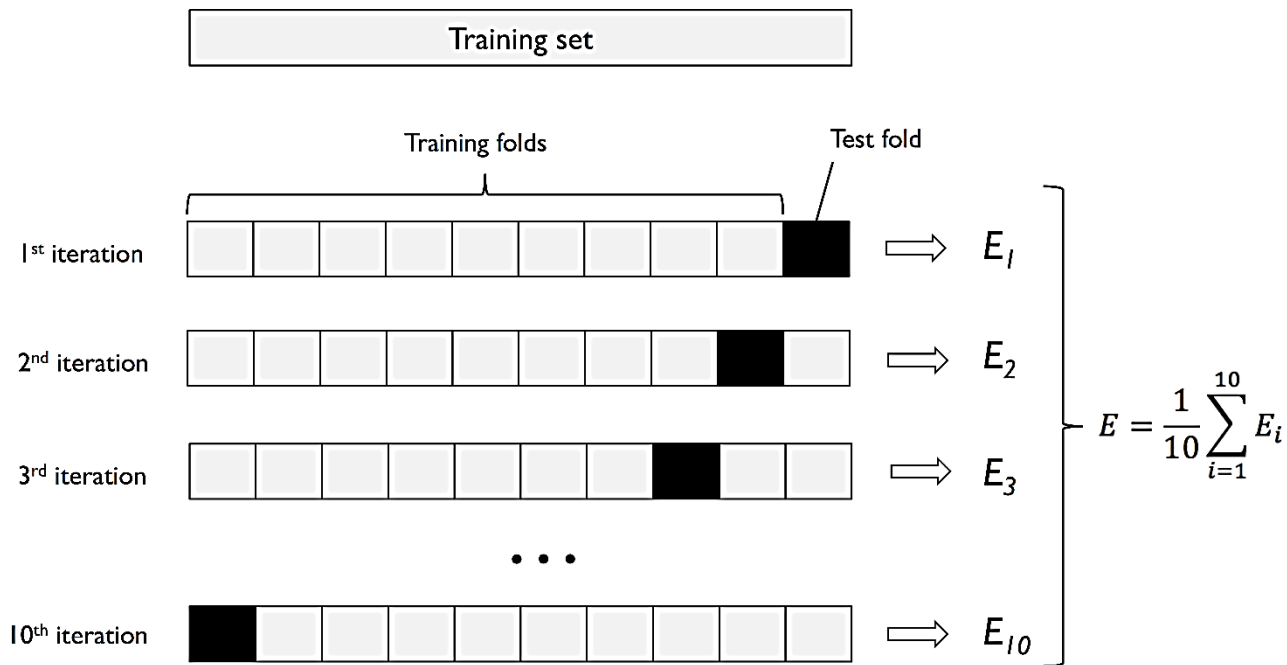 Training set
Training folds
Test fold
1st iteration
E1
2nd iteration
E2
3rd iteration
E3
E = 1/10 10∑i=1 Ei
• • •
10th iteration
E10